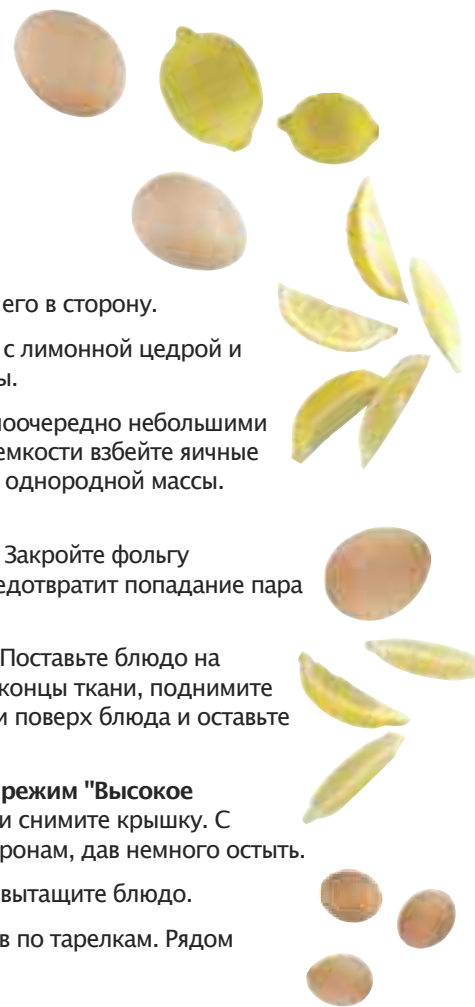 его в сторону.
с лимонной цедрой и
ы.
поочередно небольшими
емкости взбейте яичные
однородной массы.
Закройте фольгу
едотвратит попадание пара
Поставьте блюдо на
концы ткани, поднимите
и поверх блюда и оставьте
режим "Высокое
и снимите крышку. С
ронам, дав немного остыть.
вытащите блюдо.
в по тарелкам. Рядом